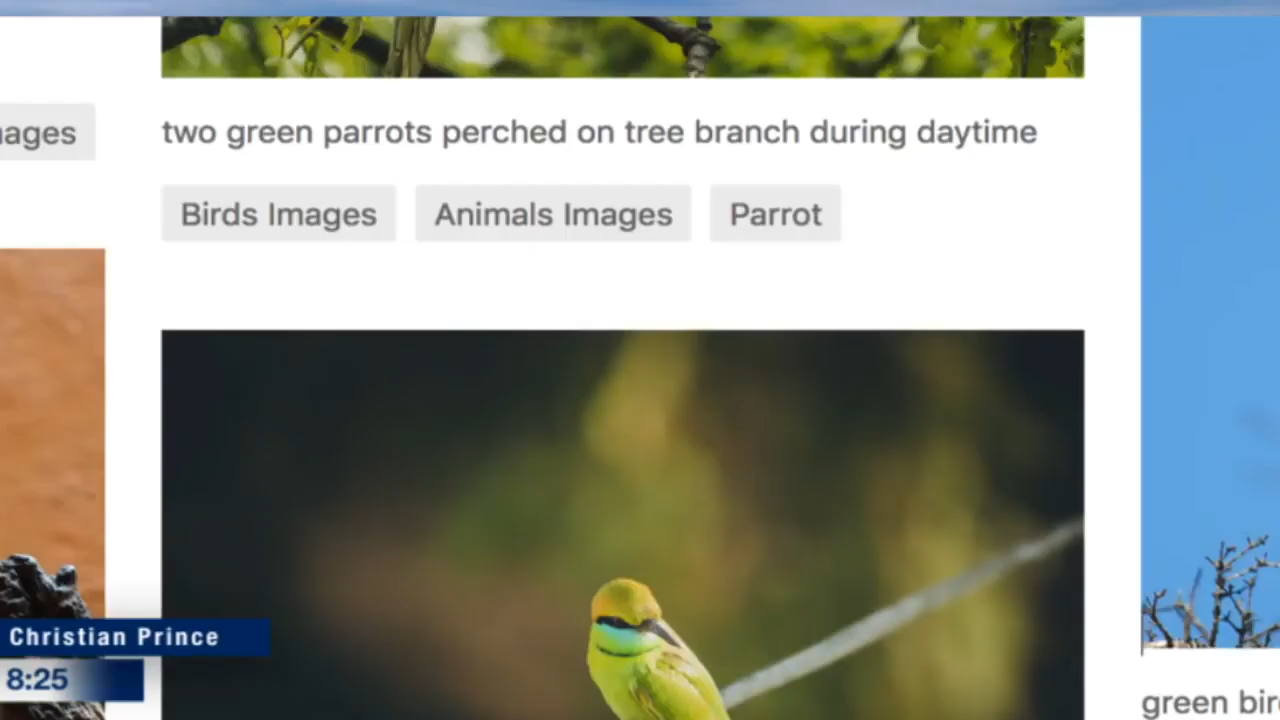 ages
two green parrots perched on tree branch during daytime
Birds Images
Animals Images
Parrot
Christian Prince
8:25
green